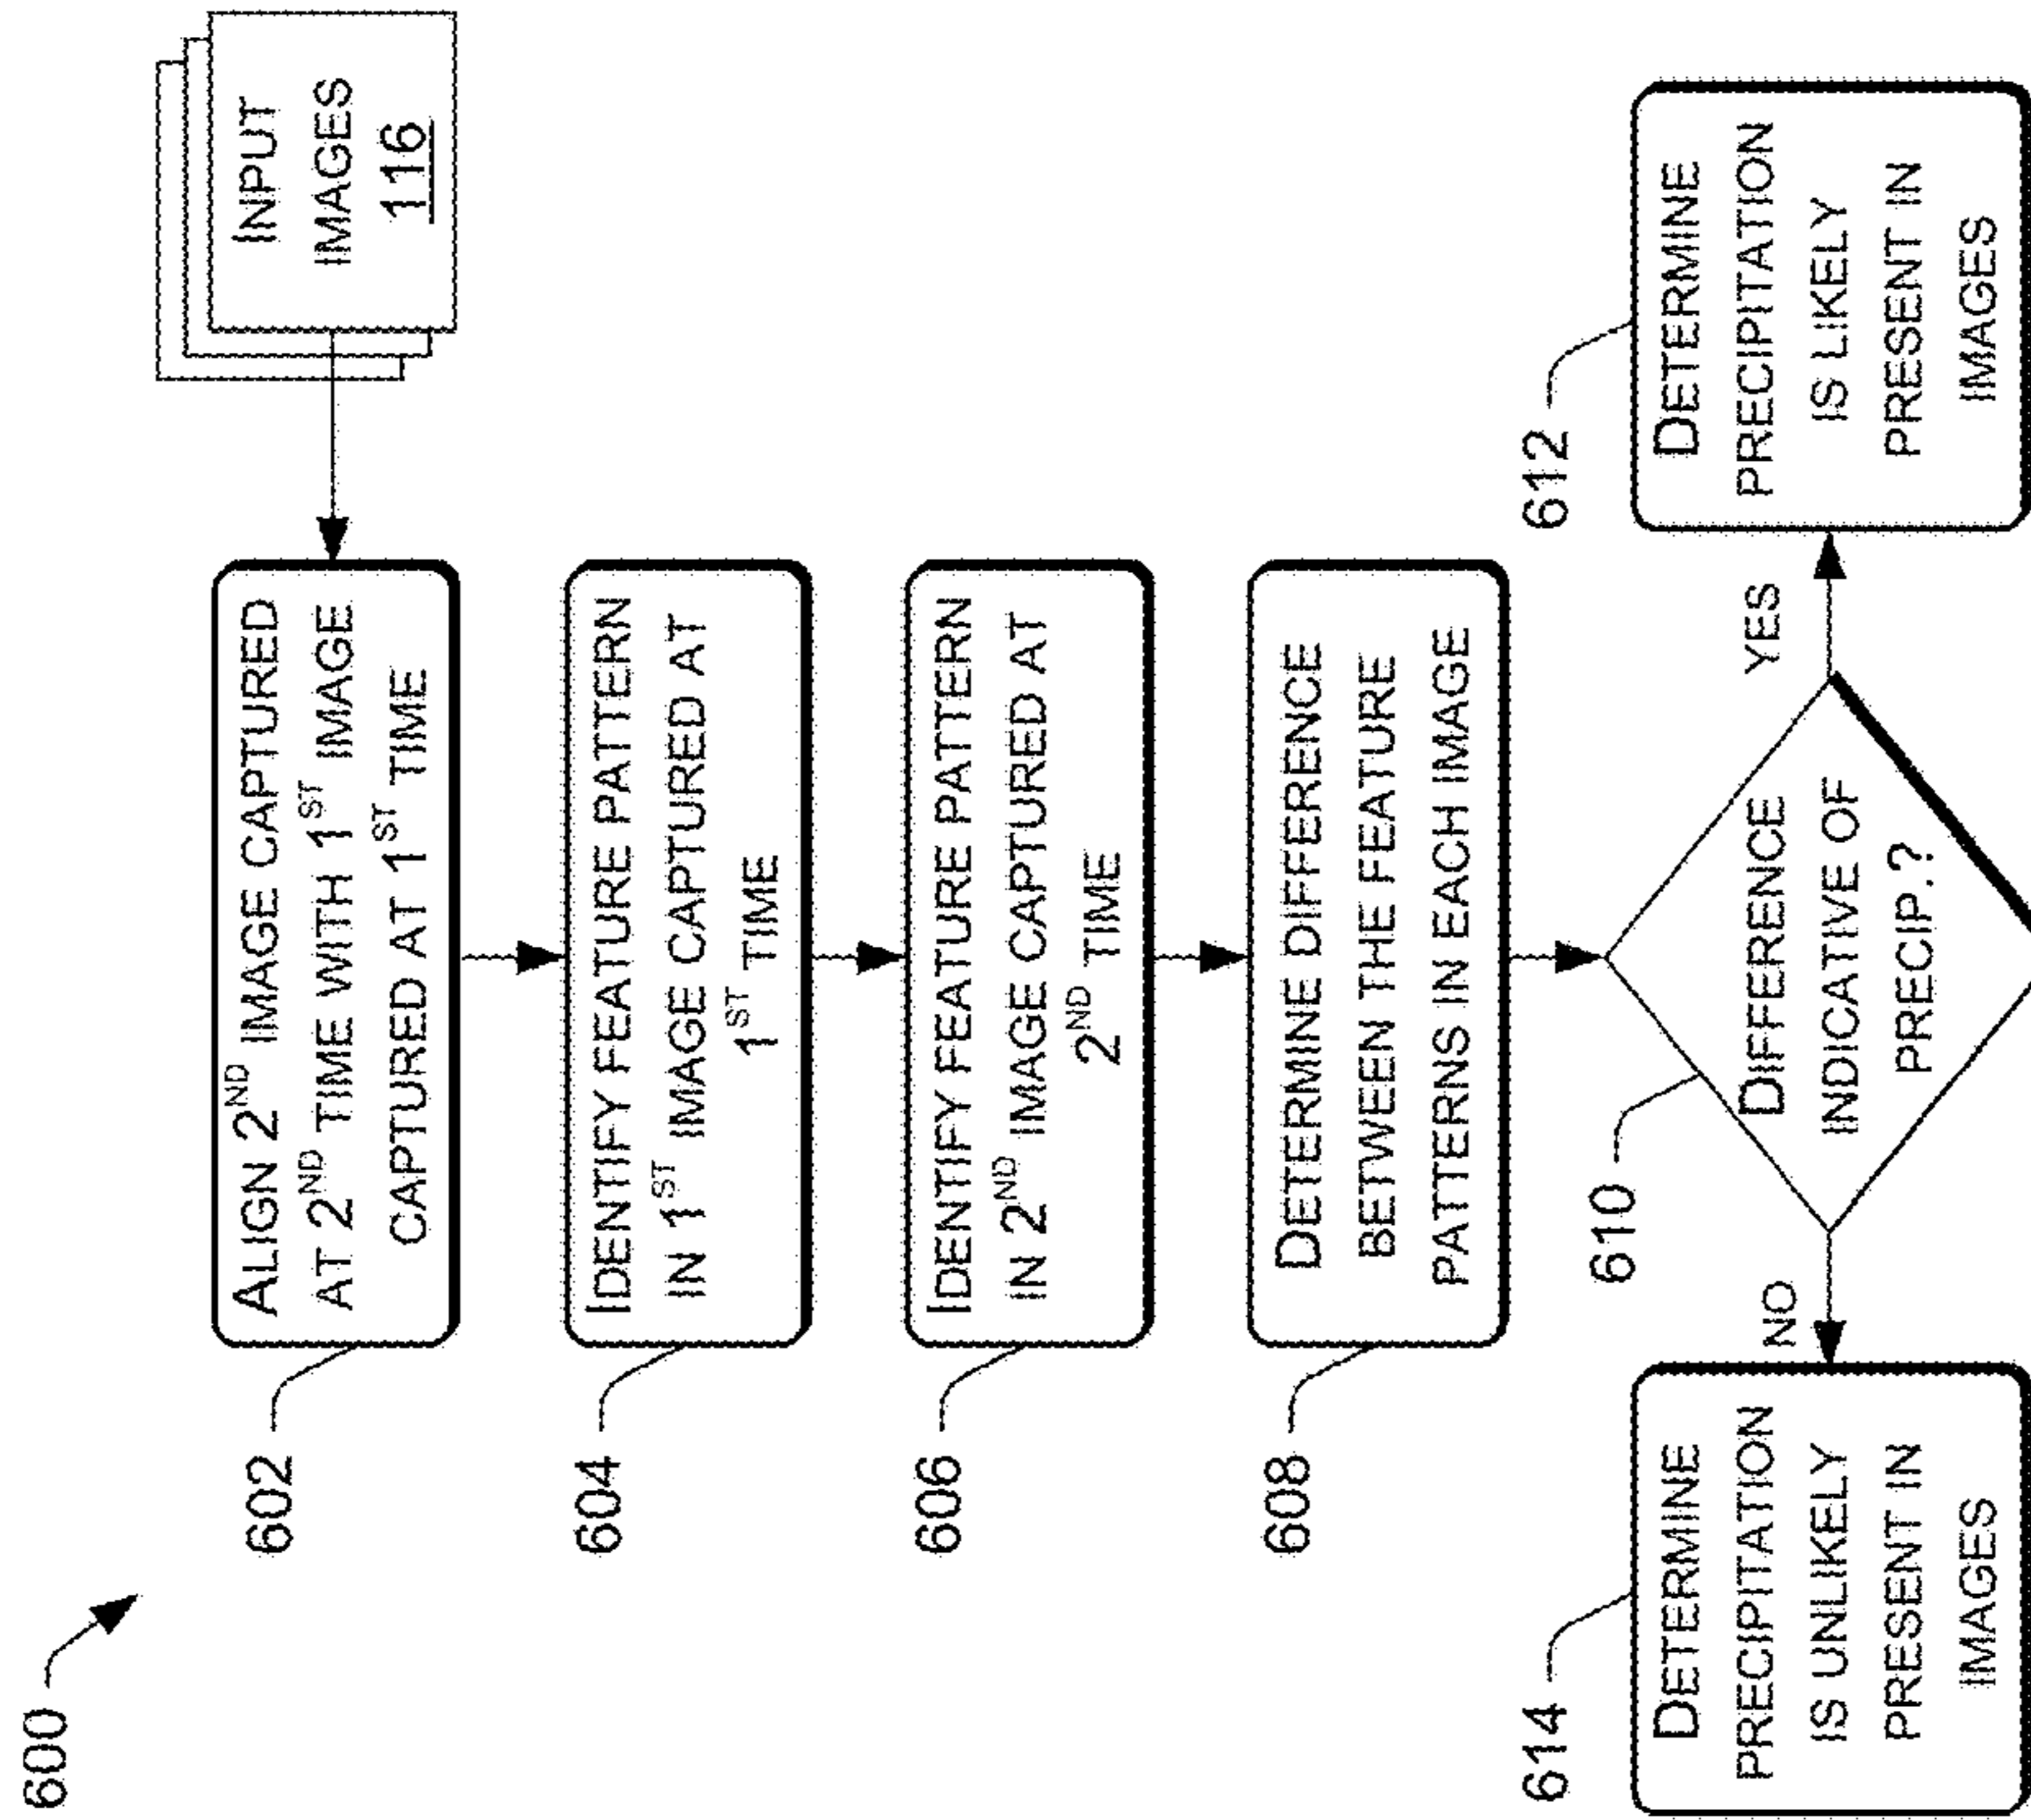 600
INPUT
IMAGES
116
602
ALIGN 2ND IMAGE CAPTURED
AT 2ND TIME WITH 1ST IMAGE
CAPTURED AT 1ST TIME
604
IDENTIFY FEATURE PATTERN
IN 1ST IMAGE CAPTURED AT
1ST TIME
606
IDENTIFY FEATURE PATTERN
IN 2ND IMAGE CAPTURED AT
2ND TIME
608
DETERMINE DIFFERENCE
BETWEEN THE FEATURE
PATTERNS IN EACH IMAGE
610
DIFFERENCE
INDICATIVE OF
PRECIP.?
NO
YES
614
DETERMINE
PRECIPITATION
IS UNLIKELY
PRESENT IN
IMAGES
612
DETERMINE
PRECIPITATION
IS LIKELY
PRESENT IN
IMAGES